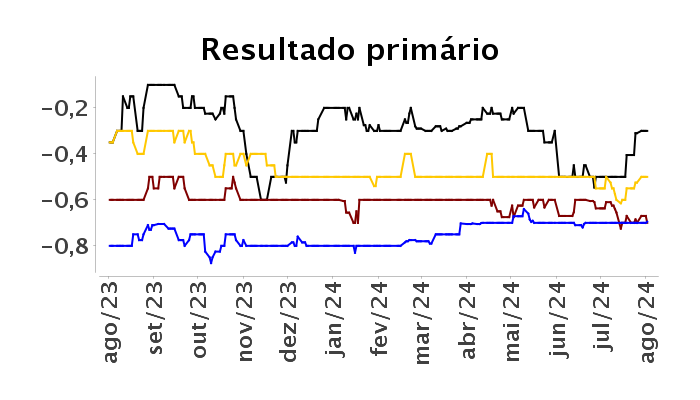 Resultado primário
−0,2
−0,4
−0,6
−0,8
ago/23
set/23
out/23
nov/23
dez/23
jan/24
fev/24
mar/24
abr/24
mai/24
jun/24
jul/24
ago/24